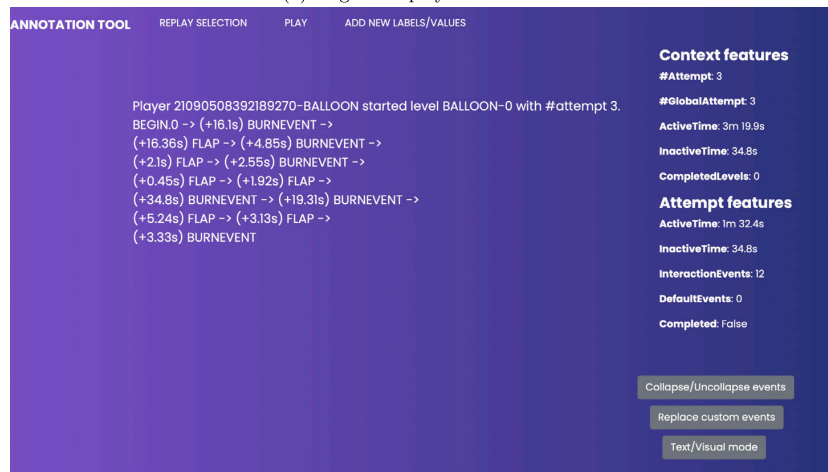 ANNOTATION TOOL REPLAY SELECTION PLAY ADD NEW LABELS/VALUES
Player 21090508392189270-BALLOON started level BALLOON-0 with #attempt 3.
BEGIN.0 -> (+16.1s) BURNEVENT ->
(+16.36s) FLAP -> (+4.85s) BURNEVENT ->
(+2.1s) FLAP -> (+2.55s) BURNEVENT ->
(+0.45s) FLAP -> (+1.92s) FLAP ->
(+34.8s) BURNEVENT -> (+19.31s) BURNEVENT ->
(+5.24s) FLAP -> (+3.13s) FLAP ->
(+3.33s) BURNEVENT
Context features
#Attempt: 3
#GlobalAttempt: 3
ActiveTime: 3m 19.9s
InactiveTime: 34.8s
CompletedLevels: 0
Attempt features
ActiveTime: 1m 32.4s
InactiveTime: 34.8s
InteractionEvents: 12
DefaultEvents: 0
Completed: False
Collapse/Uncollapse events
Replace custom events
Text/Visual mode